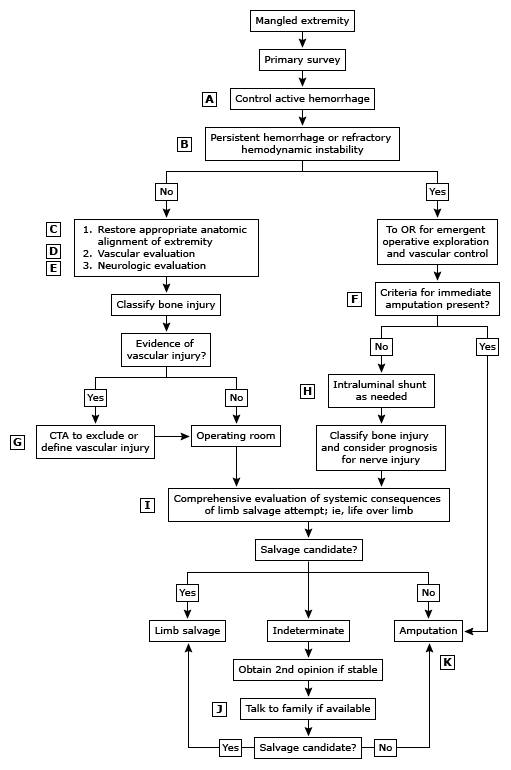 Mangled extremity
Primary survey
A
Control active hemorrhage
B
Persistent hemorrhage or refractory
hemodynamic instability
No
Yes
C
D
E
1. Restore appropriate anatomic
alignment of extremity
2. Vascular evaluation
3. Neurologic evaluation
To OR for emergent
operative exploration
and vascular control
Classify bone injury
F
Criteria for immediate
amputation present?
Evidence of
vascular injury?
No
Yes
Yes
No
H
Intraluminal shunt
as needed
G
CTA to exclude or
define vascular injury
Operating room
Classify bone injury
and consider prognosis
for nerve injury
I
Comprehensive evaluation of systemic consequences
of limb salvage attempt; ie, life over limb
Salvage candidate?
Yes
No
Limb salvage
Indeterminate
Amputation
K
Obtain 2nd opinion if stable
J
Talk to family if available
Yes
Salvage candidate?
No